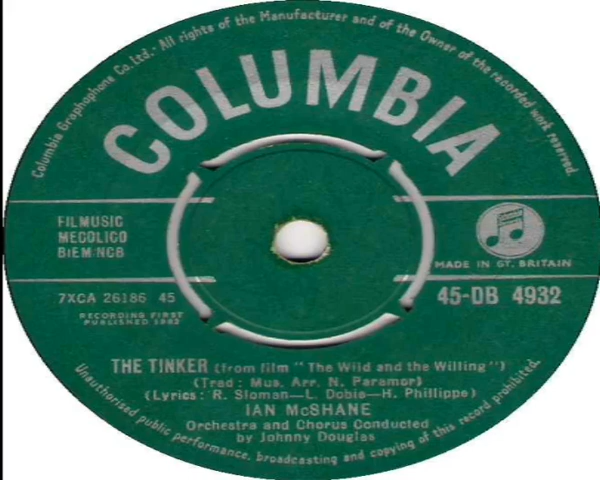 Columbia Graphophone Co. Ltd. - All rights of the Manufacturer and of the Owner of the recorded work reserved.
COLUMBIA
FILMUSIC
MECOLICO
BIEM-NCB
MADE IN GT. BRITAIN
7XCA 26186 45
45-DB 4932
RECORDING FIRST
PUBLISHED 1962
THE TINKER (from film "The Wild and the Willing")
(Trad: Mus. Arr. N. Paramor)
(Lyrics: R. Sloman—L. Dobie—H. Phillippe)
IAN McSHANE
Orchestra and Chorus Conducted
by Johnny Douglas
Unauthorised public performance, broadcasting and copying of this record prohibited.